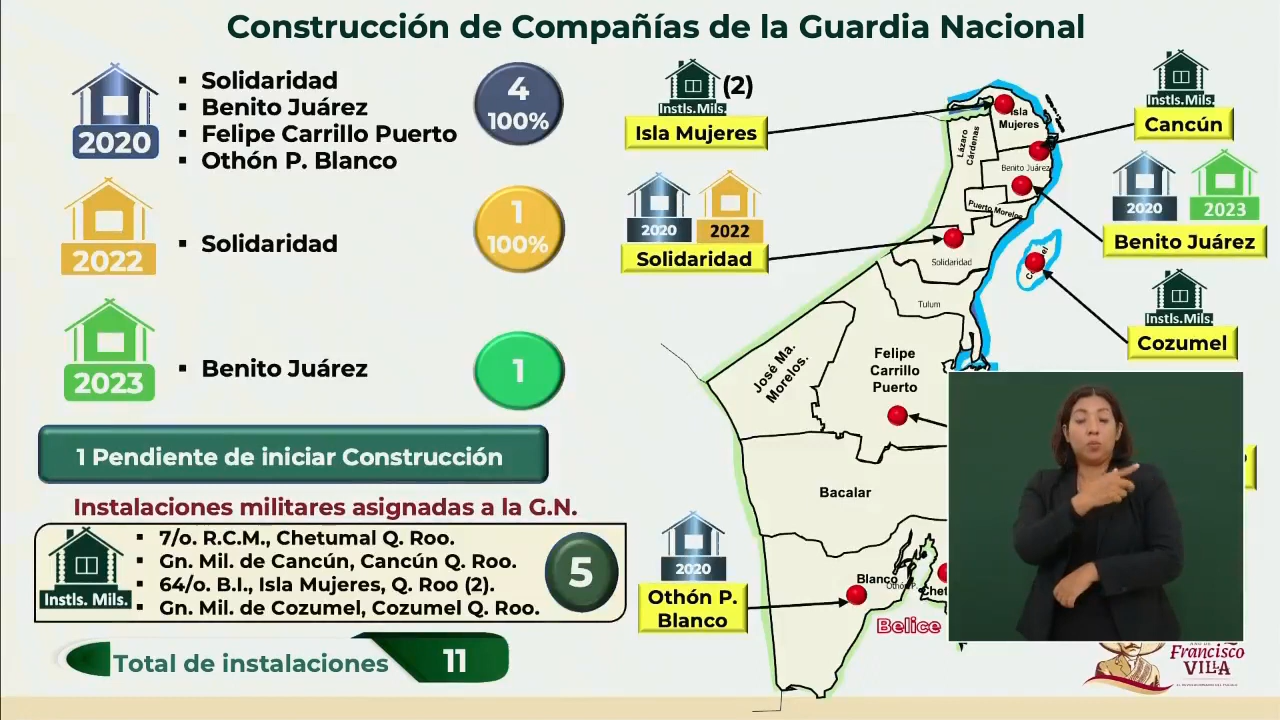 Construcción de Compañías de la Guardia Nacional
2020
▪ Solidaridad
▪ Benito Juárez
▪ Felipe Carrillo Puerto
▪ Othón P. Blanco
4
100%
2022
▪ Solidaridad
1
100%
2023
▪ Benito Juárez
1
1 Pendiente de iniciar Construcción
Instalaciones militares asignadas a la G.N.
Instls. Mils.
▪ 7/o. R.C.M., Chetumal Q. Roo.
▪ Gn. Mil. de Cancún, Cancún Q. Roo.
▪ 64/o. B.I., Isla Mujeres, Q. Roo (2).
▪ Gn. Mil. de Cozumel, Cozumel Q. Roo.
5
Total de instalaciones
11
(2)
Instls.Mils.
Isla Mujeres
Instls.Mils.
Cancún
2020
2022
Solidaridad
2020
2023
Benito Juárez
Instls.Mils.
Cozumel
2020
Othón P.
Blanco
Isla
Mujeres
Lázaro
Cárdenas
Benito Juárez
Puerto Morelos
Solidaridad
Tulum
José Ma.
Morelos.
Felipe
Carrillo
Puerto
Bacalar
Blanco
Othón P.
Chet
Belice
Francisco
VILLA